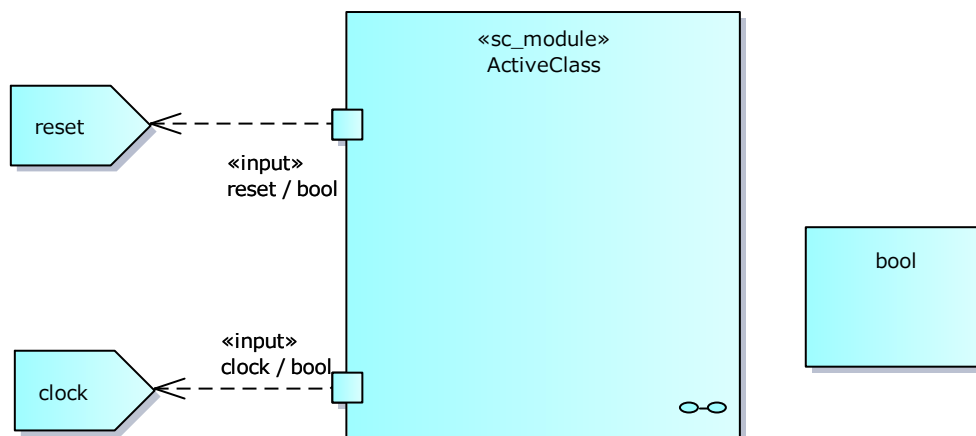 «sc_module»
ActiveClass
reset
«input»
reset / bool
bool
«input»
clock / bool
clock